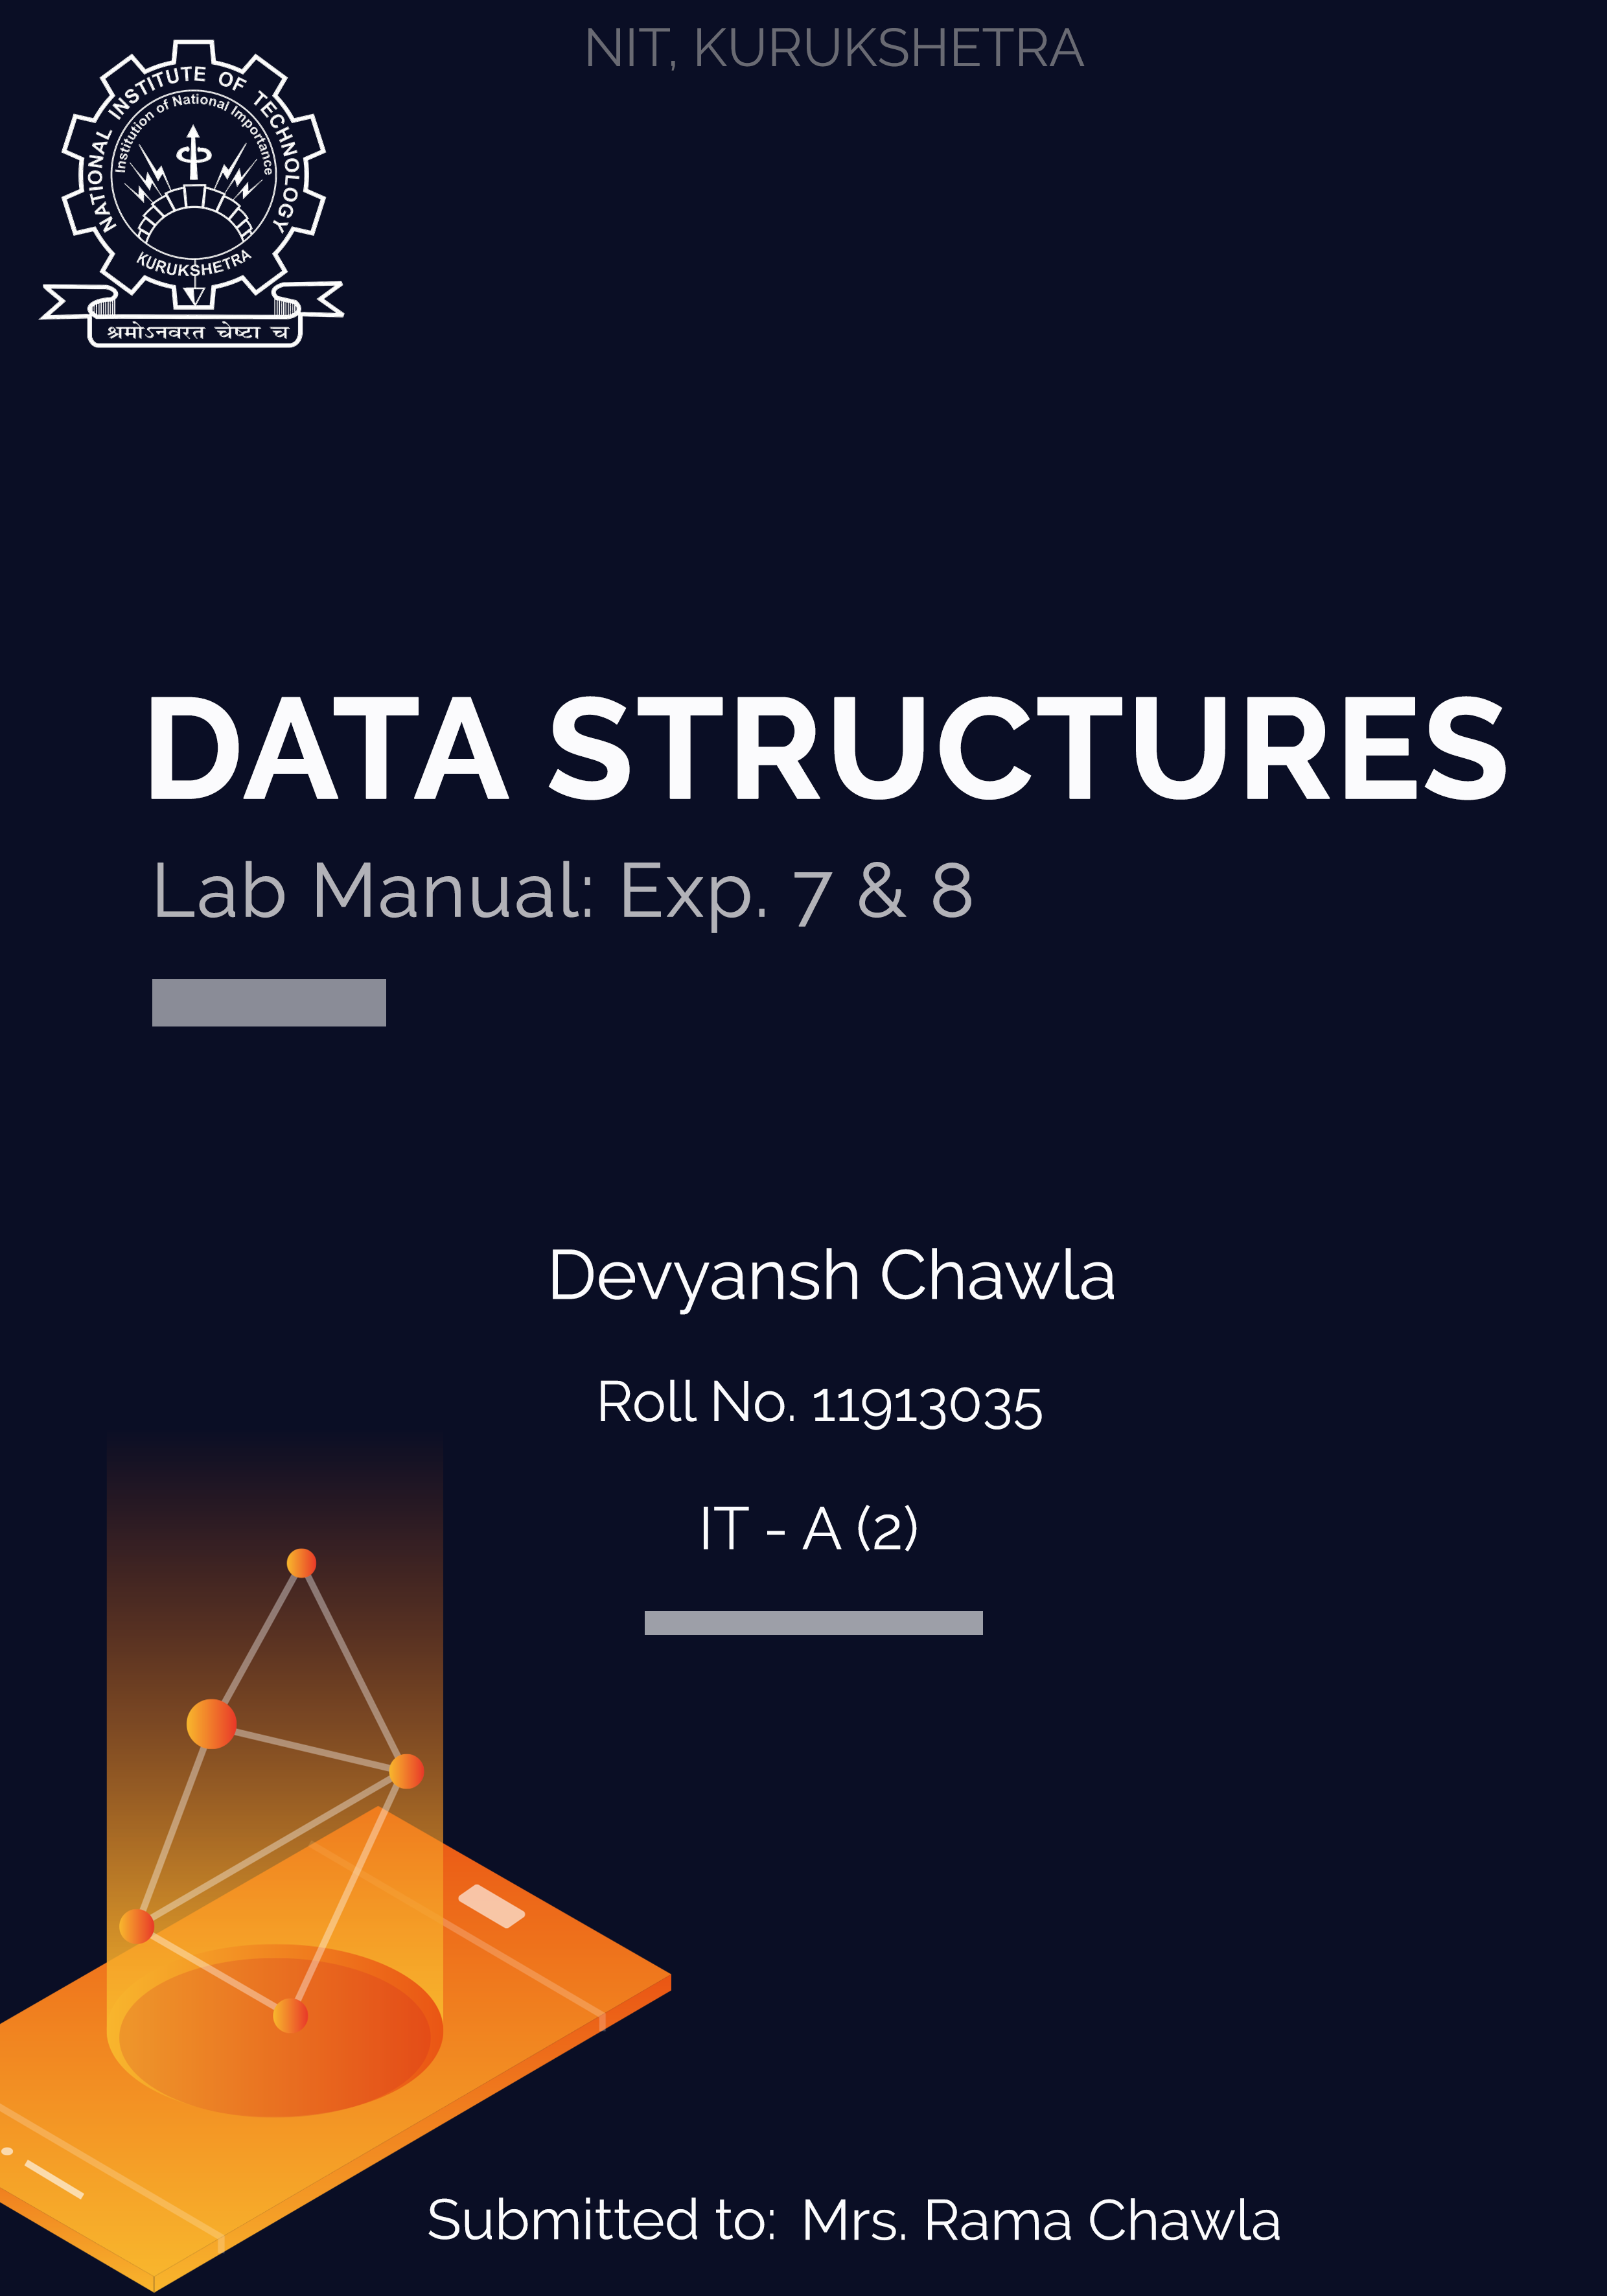 NIT, KURUKSHETRA
NATIONAL INSTITUTE OF TECHNOLOGY
Institution of National Importance
KURUKSHETRA
श्रमोऽनवरत चेष्टा च
DATA STRUCTURES
Lab Manual: Exp. 7 & 8
Devyansh Chawla
Roll No. 11913035
IT - A (2)
Submitted to: Mrs. Rama Chawla